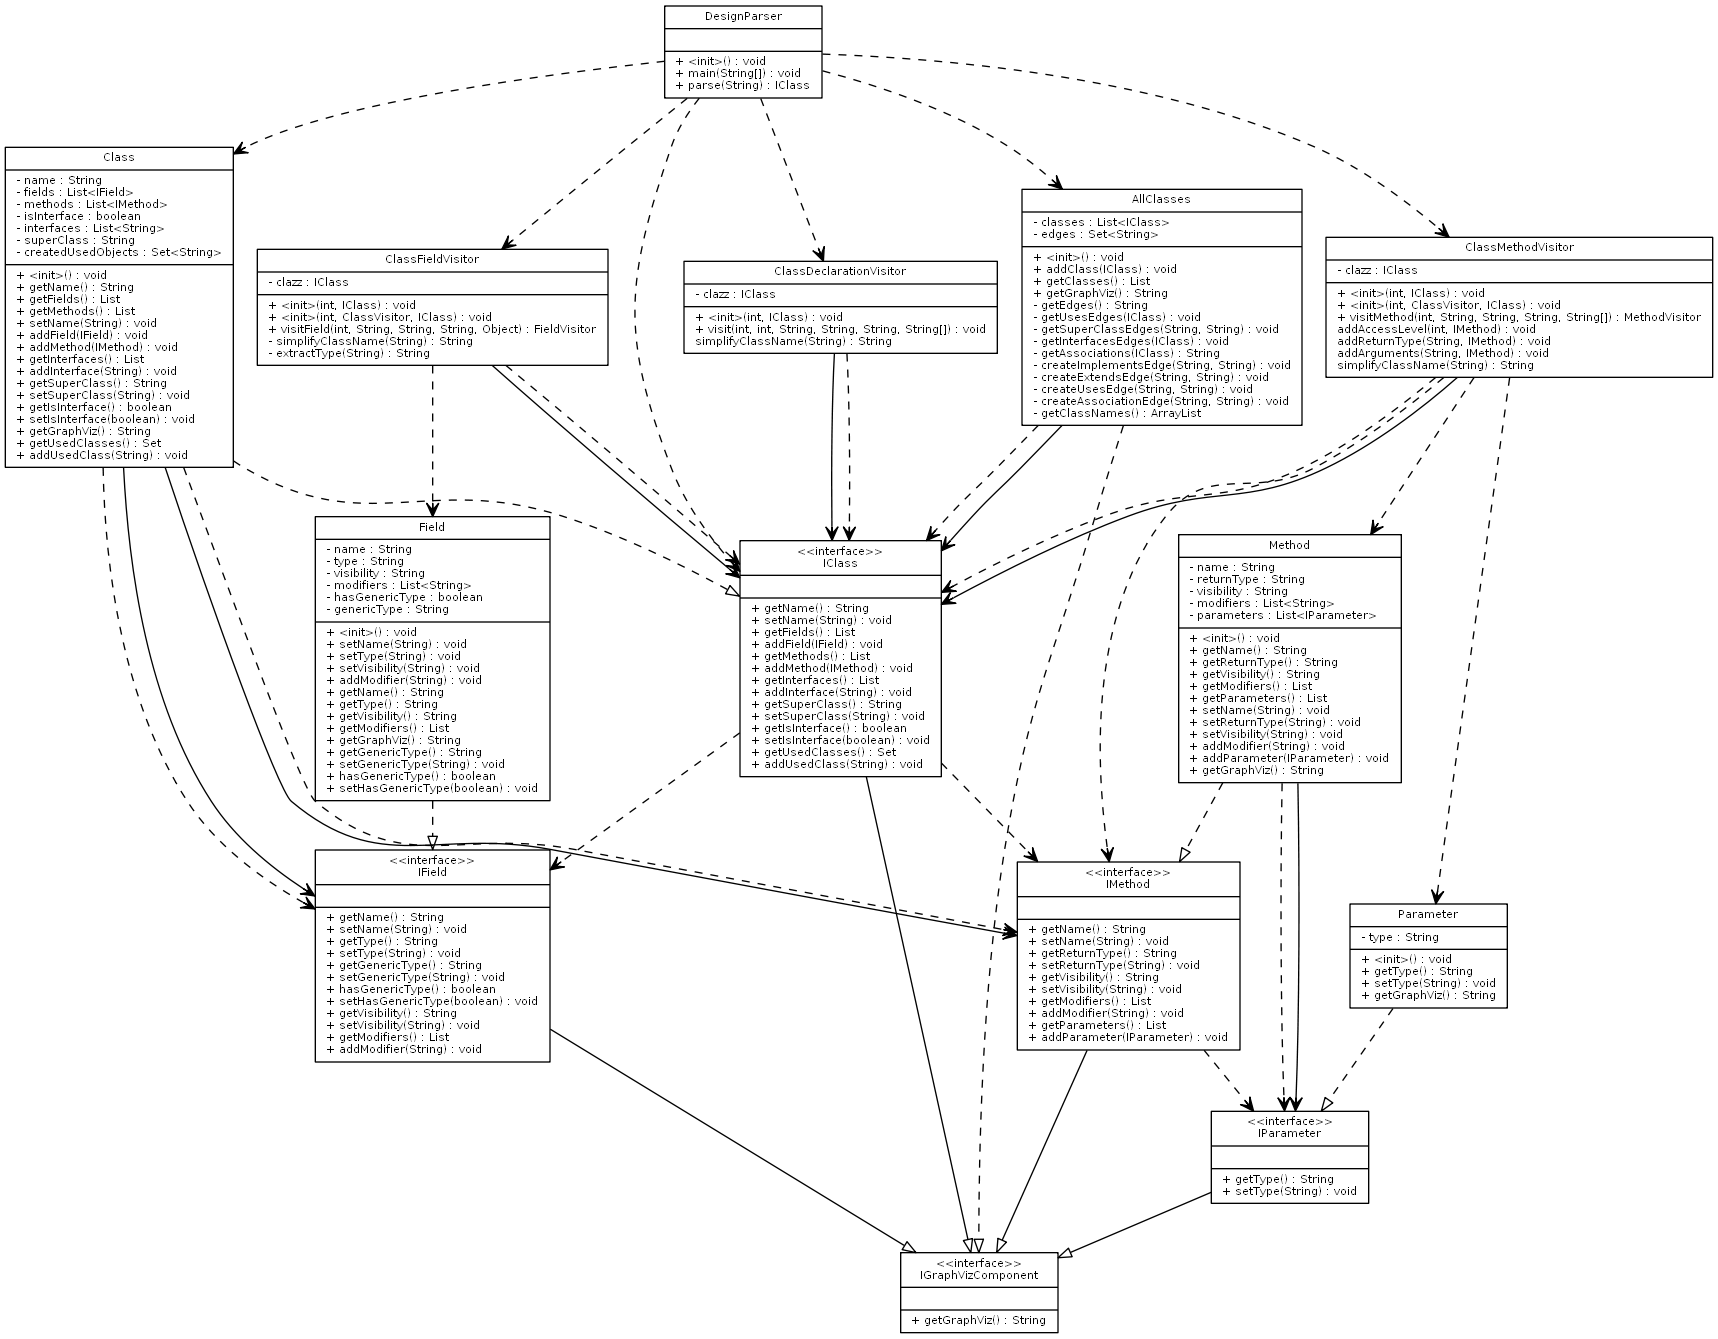 DesignParser
+ <init>() : void
+ main(String[]) : void
+ parse(String) : IClass
Class
- name : String
- fields : List<IField>
- methods : List<IMethod>
- isInterface : boolean
- interfaces : List<String>
- superClass : String
- createdUsedObjects : Set<String>
+ <init>() : void
+ getName() : String
+ getFields() : List
+ getMethods() : List
+ setName(String) : void
+ addField(IField) : void
+ addMethod(IMethod) : void
+ getInterfaces() : List
+ addInterface(String) : void
+ getSuperClass() : String
+ setSuperClass(String) : void
+ getIsInterface() : boolean
+ setIsInterface(boolean) : void
+ getGraphViz() : String
+ getUsedClasses() : Set
+ addUsedClass(String) : void
ClassFieldVisitor
- clazz : IClass
+ <init>(int, IClass) : void
+ <init>(int, ClassVisitor, IClass) : void
+ visitField(int, String, String, String, Object) : FieldVisitor
- simplifyClassName(String) : String
- extractType(String) : String
ClassDeclarationVisitor
- clazz : IClass
+ <init>(int, IClass) : void
+ visit(int, int, String, String, String, String[]) : void
simplifyClassName(String) : String
AllClasses
- classes : List<IClass>
- edges : Set<String>
+ <init>() : void
+ addClass(IClass) : void
+ getClasses() : List
+ getGraphViz() : String
- getEdges() : String
- getUsesEdges(IClass) : void
- getSuperClassEdges(String, String) : void
- getInterfacesEdges(IClass) : void
- getAssociations(IClass) : String
- createImplementsEdge(String, String) : void
- createExtendsEdge(String, String) : void
- createUsesEdge(String, String) : void
- createAssociationEdge(String, String) : void
- getClassNames() : ArrayList
ClassMethodVisitor
- clazz : IClass
+ <init>(int, IClass) : void
+ <init>(int, ClassVisitor, IClass) : void
+ visitMethod(int, String, String, String, String[]) : MethodVisitor
addAccessLevel(int, IMethod) : void
addReturnType(String, IMethod) : void
addArguments(String, IMethod) : void
simplifyClassName(String) : String
Field
- name : String
- type : String
- visibility : String
- modifiers : List<String>
- hasGenericType : boolean
- genericType : String
+ <init>() : void
+ setName(String) : void
+ setType(String) : void
+ setVisibility(String) : void
+ addModifier(String) : void
+ getName() : String
+ getType() : String
+ getVisibility() : String
+ getModifiers() : List
+ getGraphViz() : String
+ getGenericType() : String
+ setGenericType(String) : void
+ hasGenericType() : boolean
+ setHasGenericType(boolean) : void
<<interface>>
IClass
+ getName() : String
+ setName(String) : void
+ getFields() : List
+ addField(IField) : void
+ getMethods() : List
+ addMethod(IMethod) : void
+ getInterfaces() : List
+ addInterface(String) : void
+ getSuperClass() : String
+ setSuperClass(String) : void
+ getIsInterface() : boolean
+ setIsInterface(boolean) : void
+ getUsedClasses() : Set
+ addUsedClass(String) : void
Method
- name : String
- returnType : String
- visibility : String
- modifiers : List<String>
- parameters : List<IParameter>
+ <init>() : void
+ getName() : String
+ getReturnType() : String
+ getVisibility() : String
+ getModifiers() : List
+ getParameters() : List
+ setName(String) : void
+ setReturnType(String) : void
+ setVisibility(String) : void
+ addModifier(String) : void
+ addParameter(IParameter) : void
+ getGraphViz() : String
<<interface>>
IField
+ getName() : String
+ setName(String) : void
+ getType() : String
+ setType(String) : void
+ getGenericType() : String
+ setGenericType(String) : void
+ hasGenericType() : boolean
+ setHasGenericType(boolean) : void
+ getVisibility() : String
+ setVisibility(String) : void
+ getModifiers() : List
+ addModifier(String) : void
<<interface>>
IMethod
+ getName() : String
+ setName(String) : void
+ getReturnType() : String
+ setReturnType(String) : void
+ getVisibility() : String
+ setVisibility(String) : void
+ getModifiers() : List
+ addModifier(String) : void
+ getParameters() : List
+ addParameter(IParameter) : void
Parameter
- type : String
+ <init>() : void
+ getType() : String
+ setType(String) : void
+ getGraphViz() : String
<<interface>>
IParameter
+ getType() : String
+ setType(String) : void
<<interface>>
IGraphVizComponent
+ getGraphViz() : String